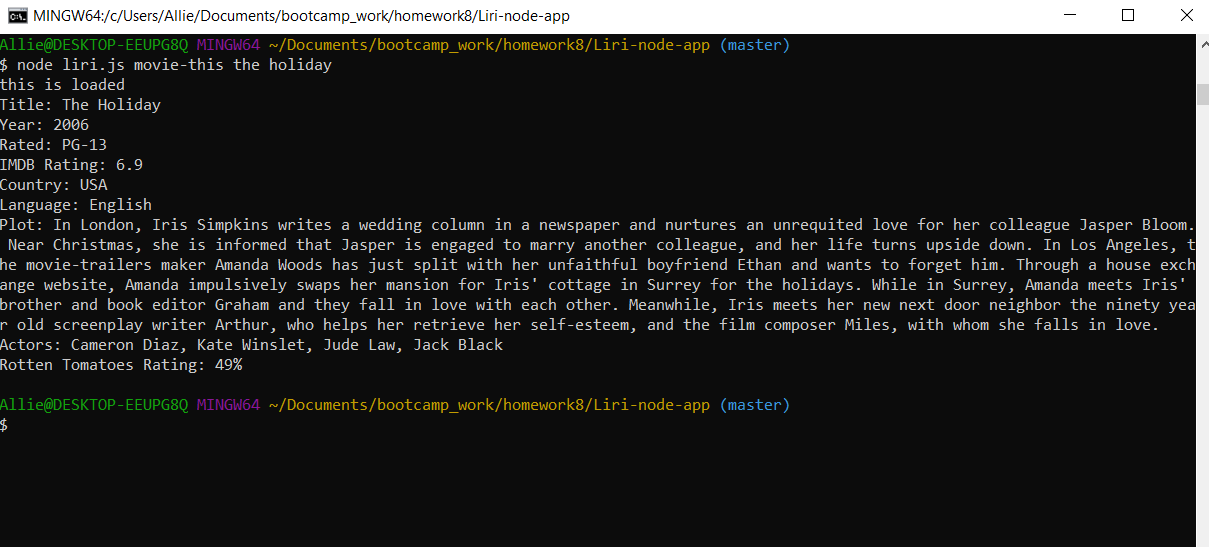 MINGW64:/c/Users/Allie/Documents/bootcamp_work/homework8/Liri-node-app
Allie@DESKTOP-EEUPG8Q MINGW64 ~/Documents/bootcamp_work/homework8/Liri-node-app (master)
$ node liri.js movie-this the holiday
this is loaded
Title: The Holiday
Year: 2006
Rated: PG-13
IMDB Rating: 6.9
Country: USA
Language: English
Plot: In London, Iris Simpkins writes a wedding column in a newspaper and nurtures an unrequited love for her colleague Jasper Bloom.
 Near Christmas, she is informed that Jasper is engaged to marry another colleague, and her life turns upside down. In Los Angeles, t
he movie-trailers maker Amanda Woods has just split with her unfaithful boyfriend Ethan and wants to forget him. Through a house exch
ange website, Amanda impulsively swaps her mansion for Iris' cottage in Surrey for the holidays. While in Surrey, Amanda meets Iris'
brother and book editor Graham and they fall in love with each other. Meanwhile, Iris meets her new next door neighbor the ninety yea
r old screenplay writer Arthur, who helps her retrieve her self-esteem, and the film composer Miles, with whom she falls in love.
Actors: Cameron Diaz, Kate Winslet, Jude Law, Jack Black
Rotten Tomatoes Rating: 49%
Allie@DESKTOP-EEUPG8Q MINGW64 ~/Documents/bootcamp_work/homework8/Liri-node-app (master)
$